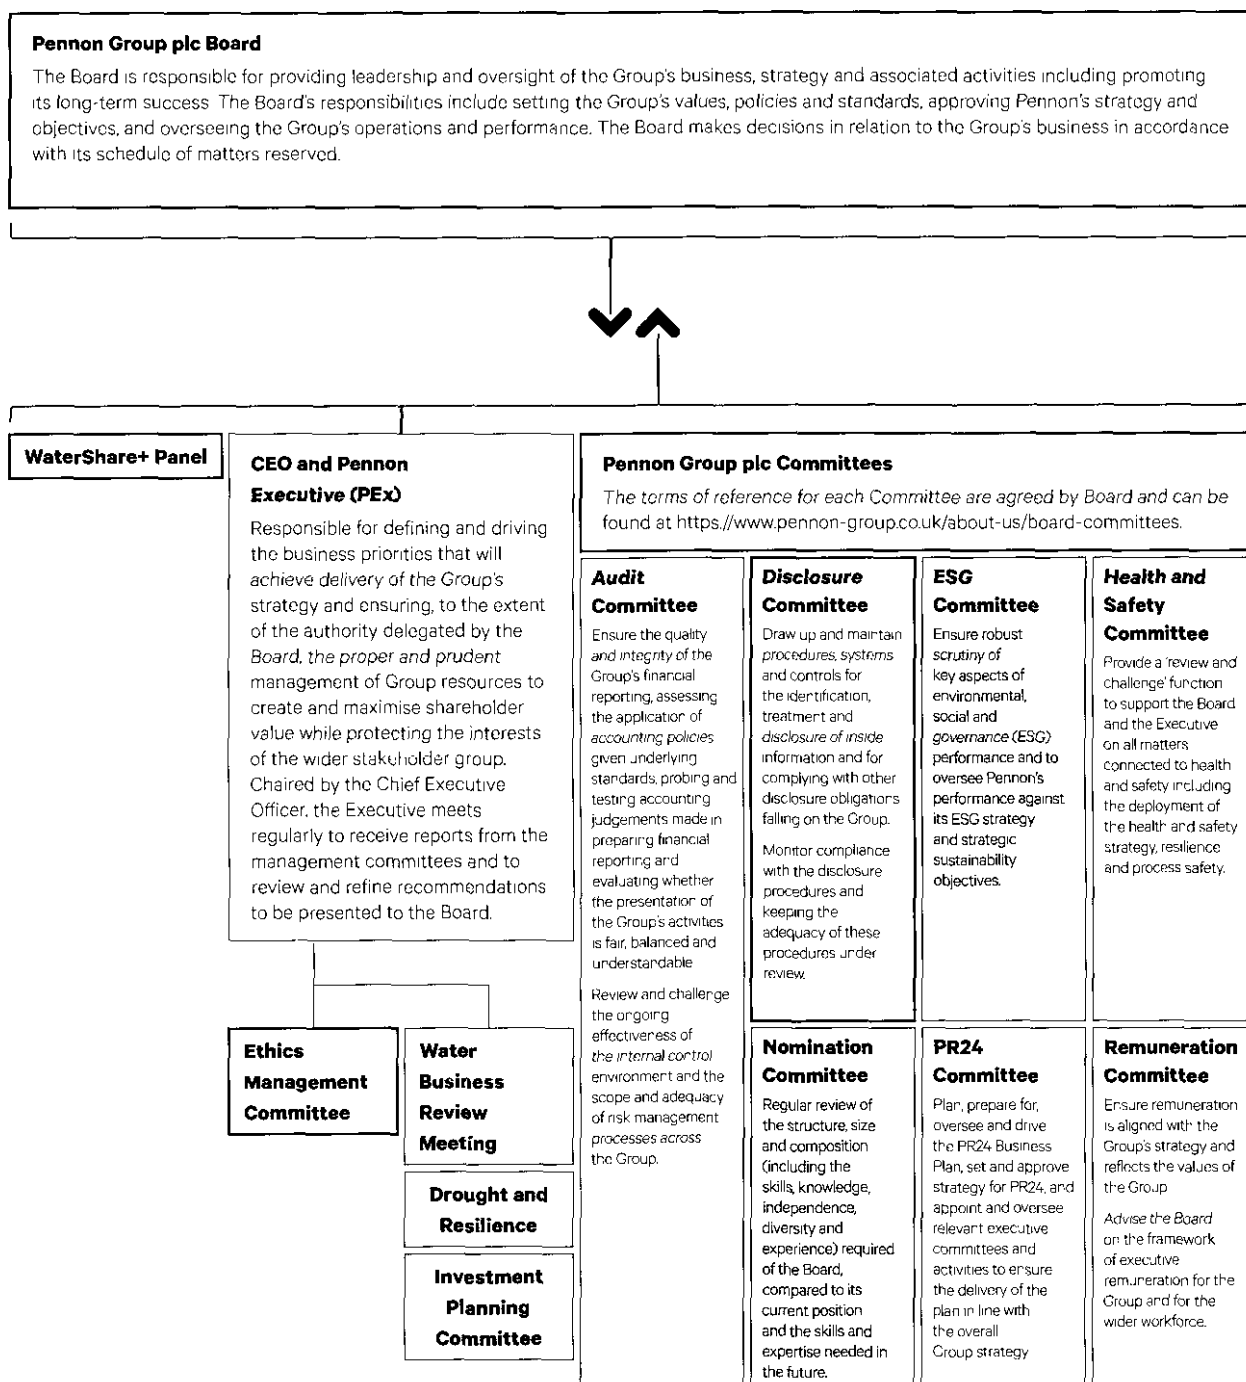 Pennon Group plc Board
The Board is responsible for providing leadership and oversight of the Group's business, strategy and associated activities including promoting
its long-term success The Board's responsibilities include setting the Group's values, policies and standards, approving Pennon's strategy and
objectives, and overseeing the Group's operations and performance. The Board makes decisions in relation to the Group's business in accordance
with its schedule of matters reserved.
WaterShare+ Panel
CEO and Pennon
Executive (PEx)
Responsible for defining and driving
the business priorities that will
achieve delivery of the Group's
strategy and ensuring, to the extent
of the authority delegated by the
Board, the proper and prudent
management of Group resources to
create and maximise shareholder
value while protecting the interests
of the wider stakeholder group.
Chaired by the Chief Executive
Officer, the Executive meets
regularly to receive reports from the
management committees and to
review and refine recommendations
to be presented to the Board.
Ethics
Management
Committee
Water
Business
Review
Meeting
Drought and
Resilience
Investment
Planning
Committee
Pennon Group plc Committees
The terms of reference for each Committee are agreed by Board and can be
found at https.//www.pennon-group.co.uk/about-us/board-committees.
Audit
Committee
Ensure the quality
and integrity of the
Group's financial
reporting, assessing
the application of
accounting policies
given underlying
standards, probing and
testing accounting
judgements made in
preparing financial
reporting and
evaluating whether
the presentation of
the Group's activities
is fair, balanced and
understandable
Review and challenge
the ongoing
effectiveness of
the internal control
environment and the
scope and adequacy
of risk management
processes across
the Group.
Disclosure
Committee
Draw up and maintain
procedures, systems
and controls for
the identification,
treatment and
disclosure of inside
information and for
complying with other
disclosure obligations
falling on the Group.
Monitor compliance
with the disclosure
procedures and
keeping the
adequacy of these
procedures under
review.
ESG
Committee
Ensure robust
scrutiny of
key aspects of
environmental,
social and
governance (ESG)
performance and to
oversee Pennon's
performance against
its ESG strategy
and strategic
sustainability
objectives.
Health and
Safety
Committee
Provide a 'review and
challenge' function
to support the Board
and the Executive
on all matters
connected to health
and safety including
the deployment of
the health and safety
strategy, resilience
and process safety.
Nomination
Committee
Regular review of
the structure, size
and composition
(including the
skills, knowledge,
independence,
diversity and
experience) required
of the Board,
compared to its
current position
and the skills and
expertise needed in
the future.
PR24
Committee
Plan, prepare for,
oversee and drive
the PR24 Business
Plan, set and approve
strategy for PR24, and
appoint and oversee
relevant executive
committees and
activities to ensure
the delivery of the
plan in line with
the overall
Group strategy
Remuneration
Committee
Ensure remuneration
is aligned with the
Group's strategy and
reflects the values of
the Group
Advise the Board
on the framework
of executive
remuneration for the
Group and for the
wider workforce.